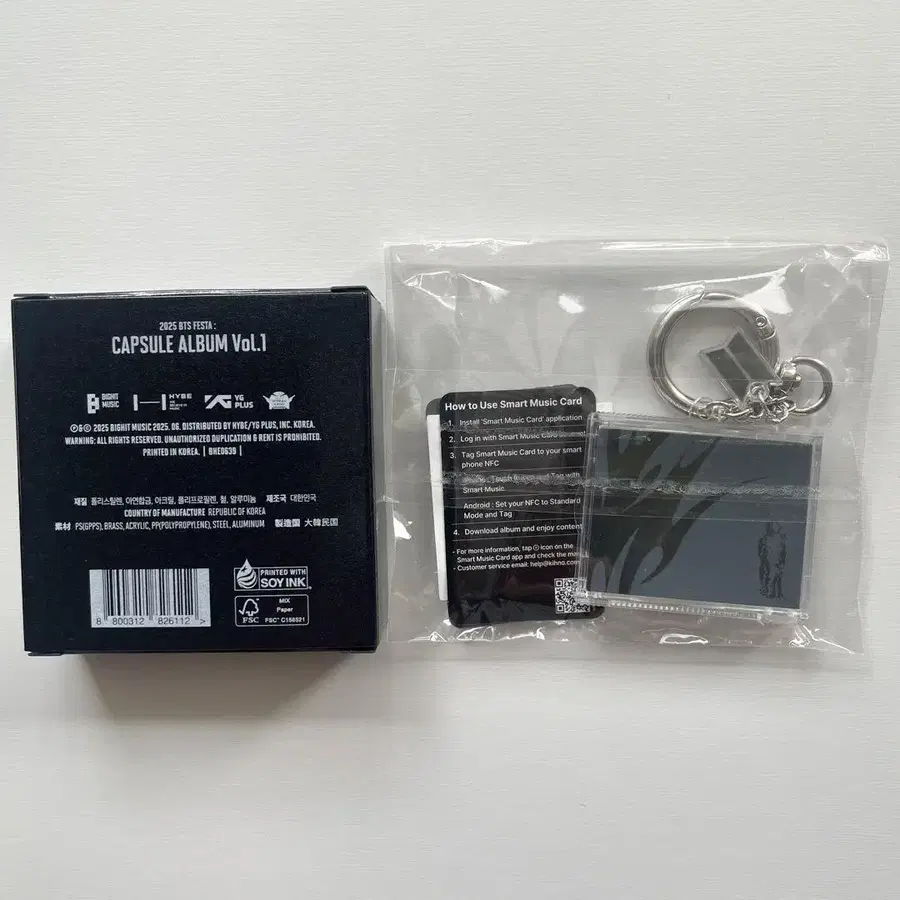 2025 BTS FESTA :
CAPSULE ALBUM Vol.1
BIGHIT
MUSIC
HYBE
YG
PLUS
℗© 2025 BIGHIT MUSIC 2025. 06. DISTRIBUTED BY HYBE/YG PLUS, INC. KOREA.
WARNING: ALL RIGHTS RESERVED. UNAUTHORIZED DUPLICATION & RENT IS PROHIBITED.
PRINTED IN KOREA. | BHE0639 |
재질 폴리스틸렌, 아연합금, 아크릴, 폴리프로필렌, 철, 알루미늄 제조국 대한민국
COUNTRY OF MANUFACTURE REPUBLIC OF KOREA
素材 PS(GPPS), BRASS, ACRYLIC, PP(POLYPROPYLENE), STEEL, ALUMINUM 製造国 大韓民国
8 800312 826112 >
PRINTED WITH
SOY INK
FSC
MIX
Paper
FSC® C158521
How to Use Smart Music Card
1. Install 'Smart Music Card' application
2. Log in with Smart Music Card
3. Tag Smart Music Card to your smart
phone NFC
Tag with
Smart Music
Android : Set your NFC to Standard
Mode and Tag
4. Download album and enjoy content
- For more information, tap icon on the
Smart Music Card app and check the
- Customer service email: help@kihno.com